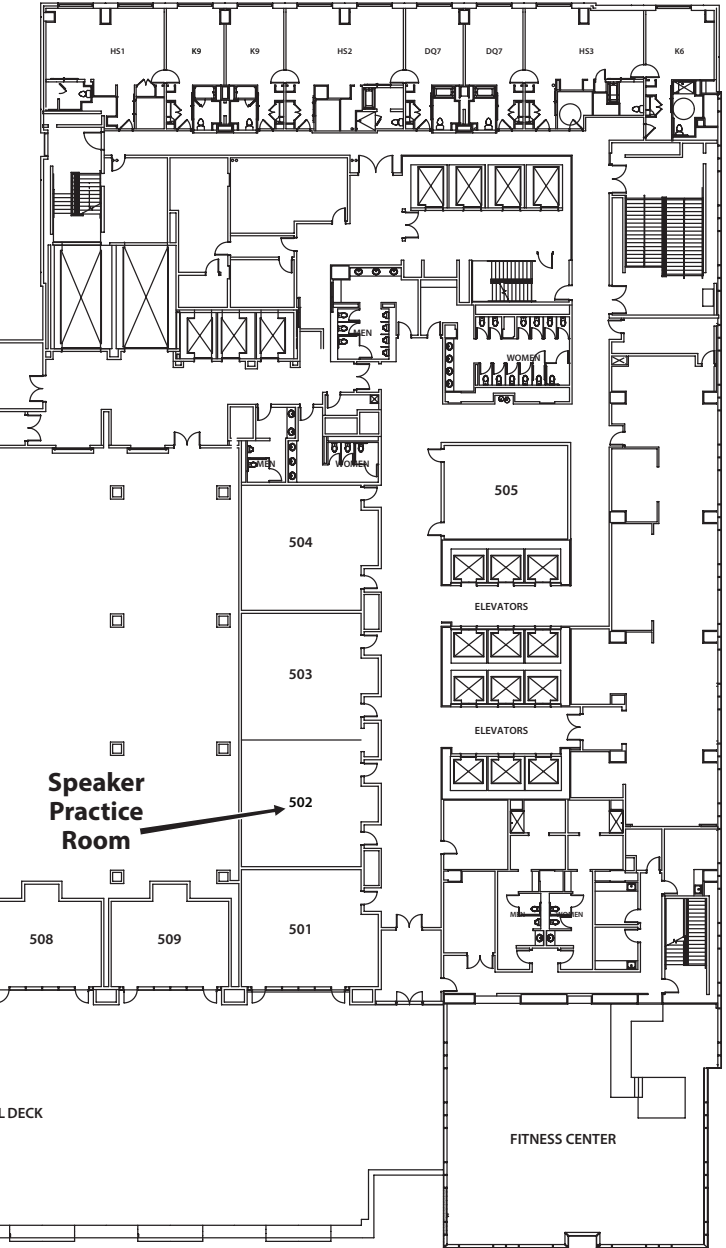 HS1
K9
K9
HS2
DQ7
DQ7
HS3
K6
MEN
WOMEN
MEN
WOMEN
505
504
ELEVATORS
503
ELEVATORS
Speaker
Practice
Room
502
501
508
509
MEN
WOMEN
L DECK
FITNESS CENTER